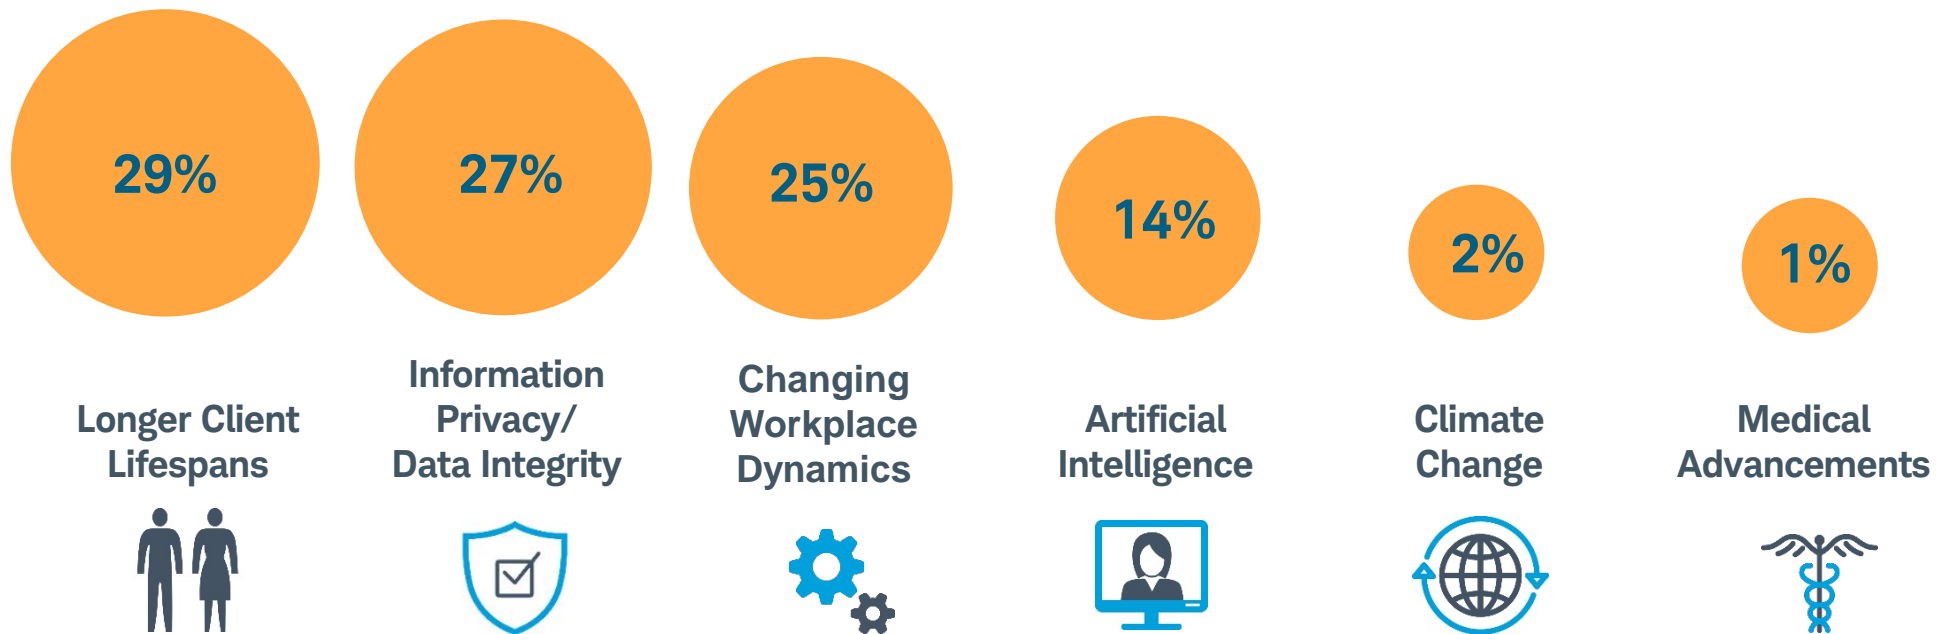 29%
Longer Client
Lifespans
27%
Information
Privacy/
Data Integrity
25%
Changing
Workplace
Dynamics
14%
Artificial
Intelligence
2%
Climate
Change
1%
Medical
Advancements